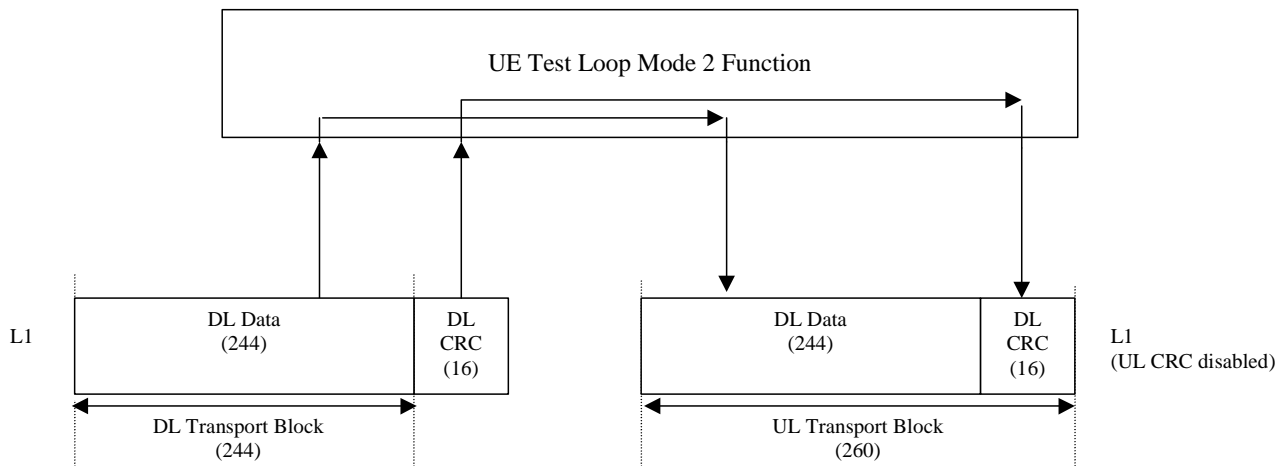 UE Test Loop Mode 2 Function
L1
DL Data
(244)
DL
CRC
(16)
DL Data
(244)
DL
CRC
(16)
L1
(UL CRC disabled)
DL Transport Block
(244)
UL Transport Block
(260)